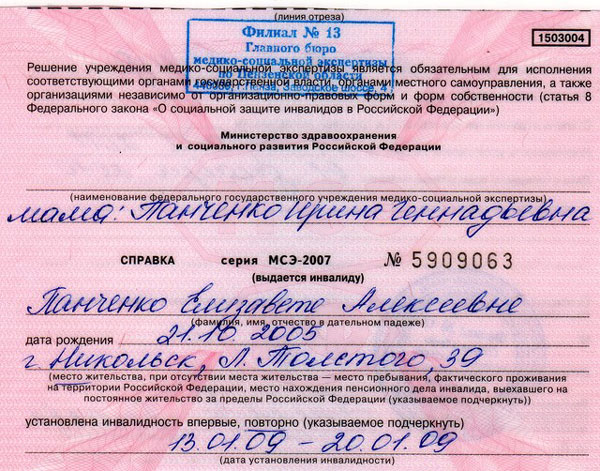 (линия отреза)
Филиал № 13
Главного бюро
медико-социальной экспертизы
по Пензенской области
440066, г.Пенза, Заводское шоссе, 4
1503004
Решение учреждения медико-социальной экспертизы является обязательным для исполнения
соответствующими органами государственной власти, органами местного самоуправления, а также
организациями независимо от организационно-правовых форм и форм собственности (статья 8
Федерального закона «О социальной защите инвалидов в Российской Федерации»)
Министерство здравоохранения
и социального развития Российской Федерации
(наименование федерального государственного учреждения медико-социальной экспертизы)
мама: Панченко Ирина Геннадьевна
СПРАВКА серия МСЭ-2007 № 5909063
(выдается инвалиду)
Панченко Елизавете Алексеевне
(фамилия, имя, отчество в дательном падеже)
дата рождения 21.10.2005
г. Никольск, Л. Толстого, 39
(место жительства, при отсутствии места жительства — место пребывания, фактического проживания
на территории Российской Федерации, место нахождения пенсионного дела инвалида, выехавшего на
постоянное жительство за пределы Российской Федерации (указываемое подчеркнуть))
установлена инвалидность впервые, повторно (указываемое подчеркнуть)
13.01.09 – 20.01.09
(дата установления инвалидности)